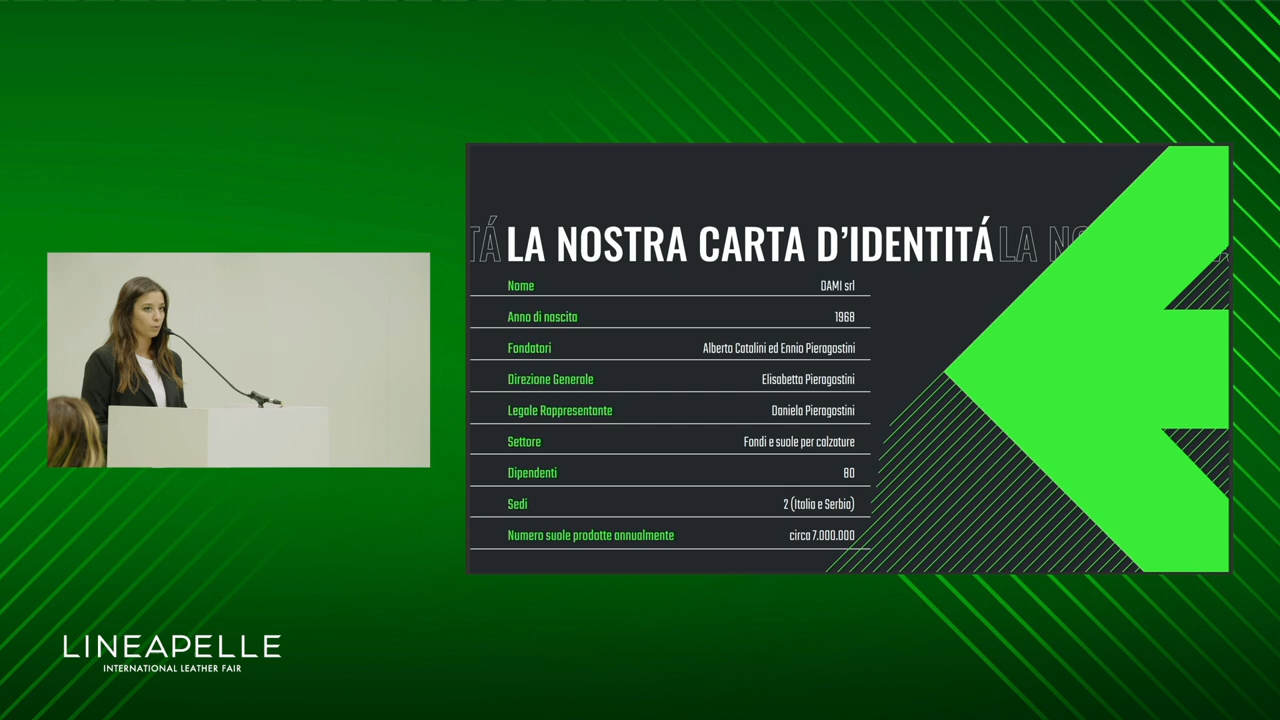 TÁ LA NOSTRA CARTA D’IDENTITÁ LA
Nome DAMI srl
Anno di nascita 1968
Fondatori Alberto Catalini ed Ennio Pieragostini
Direzione Generale Elisabetta Pieragostini
Legale Rappresentante Daniela Pieragostini
Settore Fondi e suole per calzature
Dipendenti 80
Sedi 2 (Italia e Serbia)
Numero suole prodotte annualmente circa 7.000.000
LINEAPELLE
INTERNATIONAL LEATHER FAIR